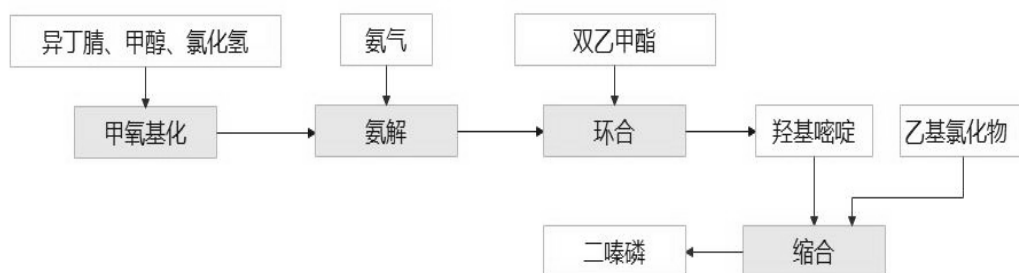 异丁腈、甲醇、氯化氢
氨气
双乙甲酯
甲氧基化
氨解
环合
羟基嘧啶
乙基氯化物
二嗪磷
缩合